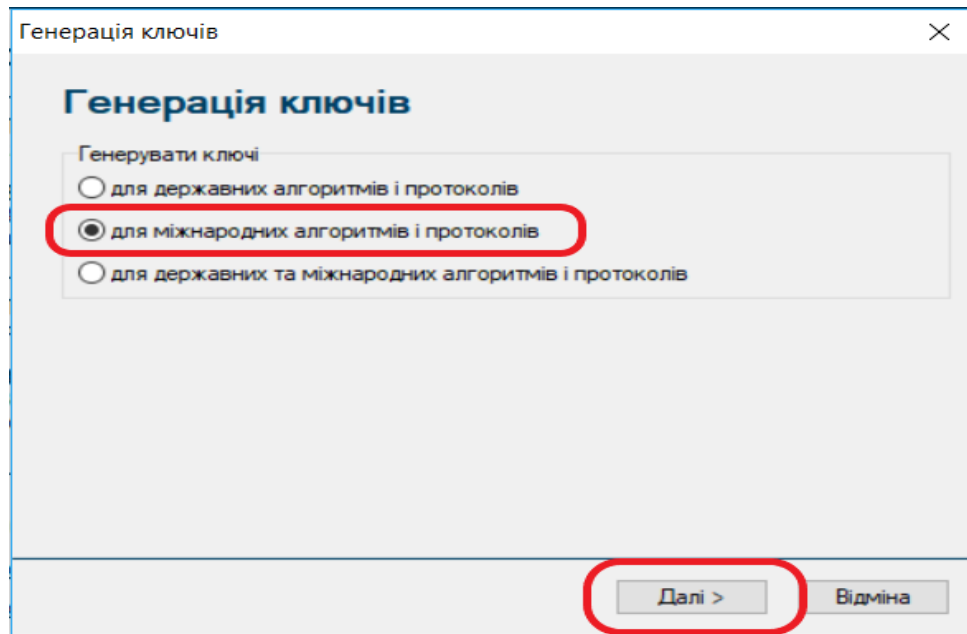 Генерація ключів
Генерація ключів
Генерувати ключі
для державних алгоритмів і протоколів
для міжнародних алгоритмів і протоколів
для державних та міжнародних алгоритмів і протоколів
Далі >
Відміна